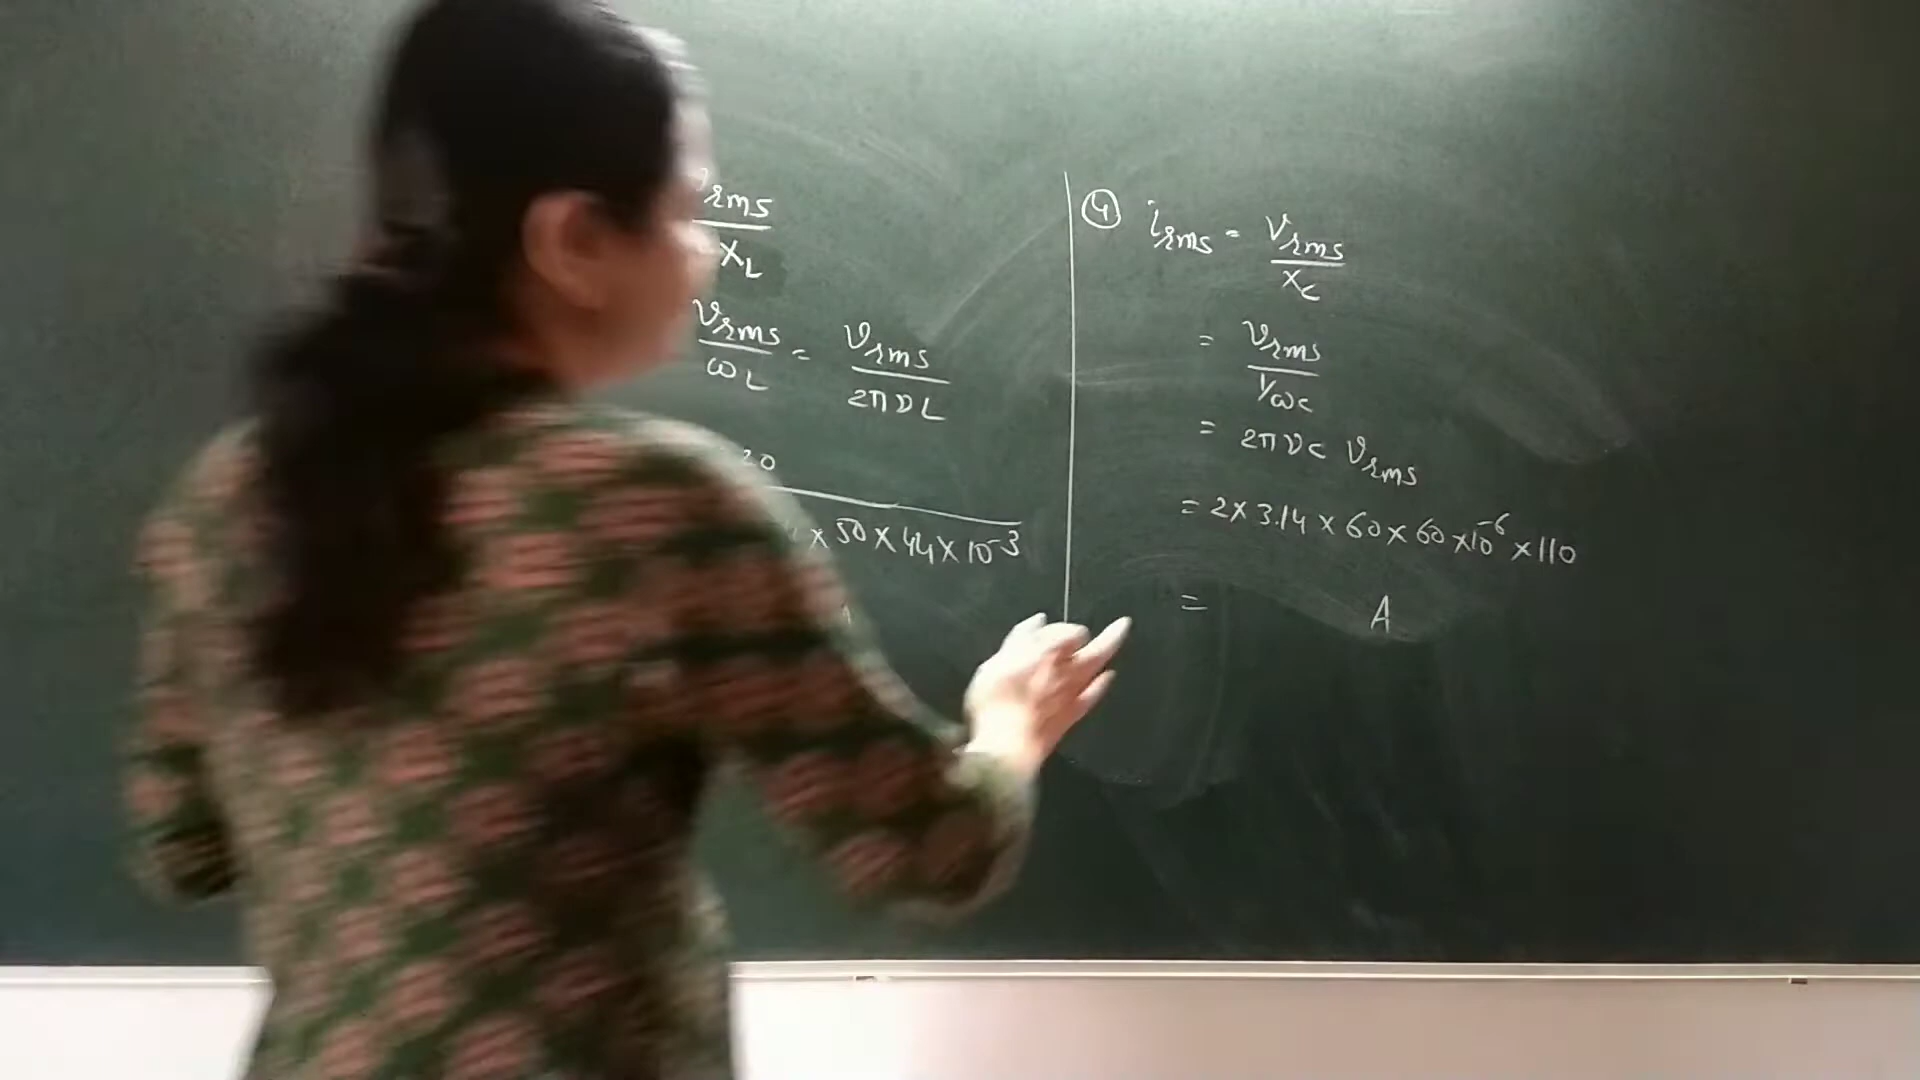 Vrms
XL
Vrms = Vrms
ωL 2πνL
20
× 50 × 44 × 10⁻³
④ irms = Vrms
Xc
= Vrms
1/ωc
= 2πνc Vrms
= 2 × 3.14 × 60 × 60 × 10⁻⁶ × 110
= A